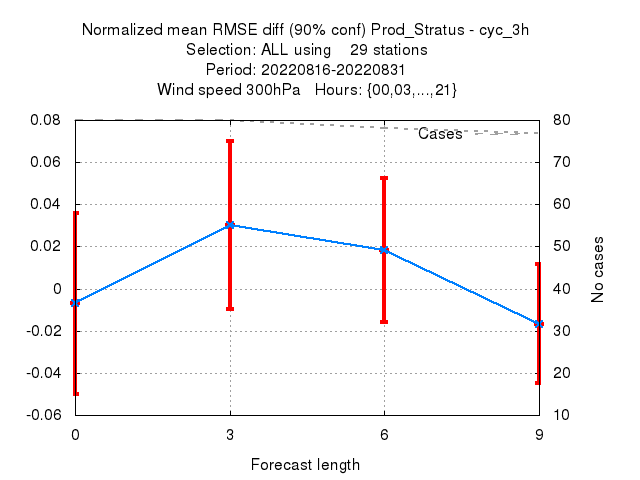 Normalized mean RMSE diff (90% conf) Prod_Stratus - cyc_3h
Selection: ALL using    29 stations
Period: 20220816-20220831
Wind speed 300hPa   Hours: {00,03,...,21}
0.08
0.06
0.04
0.02
0
-0.02
-0.04
-0.06
80
70
60
50
40
30
20
10
Cases
No cases
0 3 6 9
Forecast length